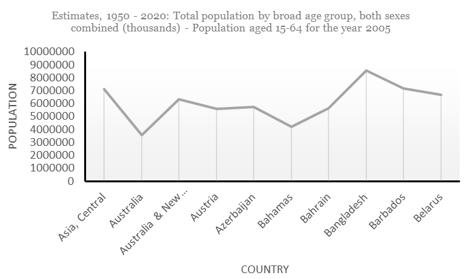 Estimates, 1950 - 2020: Total population by broad age group, both sexes
combined (thousands) - Population aged 15-64 for the year 2005
POPULATION
10000000
9000000
8000000
7000000
6000000
5000000
4000000
3000000
2000000
1000000
0
Asia, Central
Australia
Australia & New...
Austria
Azerbaijan
Bahamas
Bahrain
Bangladesh
Barbados
Belarus
COUNTRY